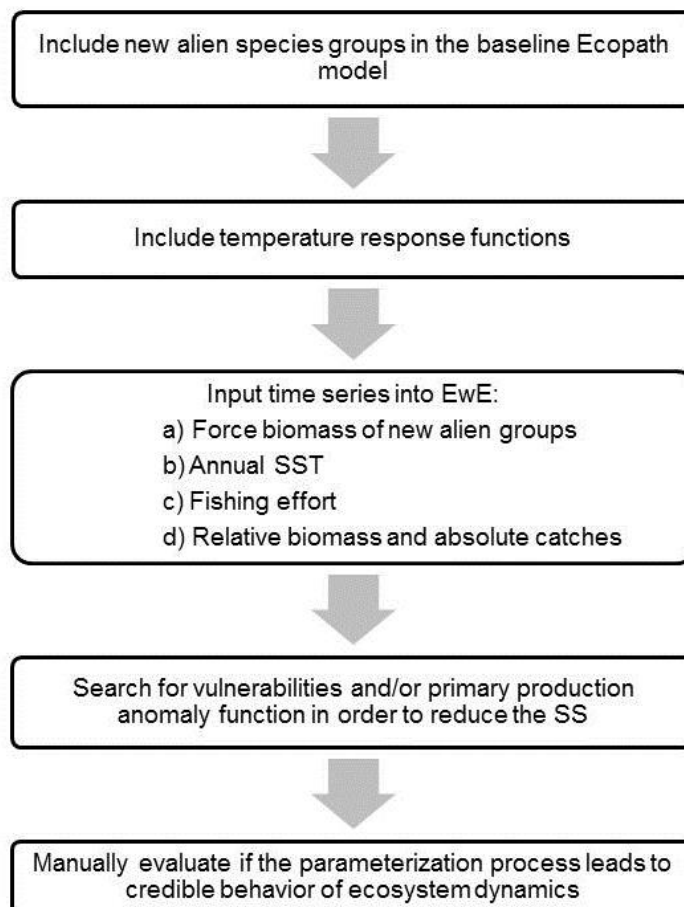 Include new alien species groups in the baseline Ecopath
model
Include temperature response functions
Input time series into EwE:
a) Force biomass of new alien groups
b) Annual SST
c) Fishing effort
d) Relative biomass and absolute catches
Search for vulnerabilities and/or primary production
anomaly function in order to reduce the SS
Manually evaluate if the parameterization process leads to
credible behavior of ecosystem dynamics